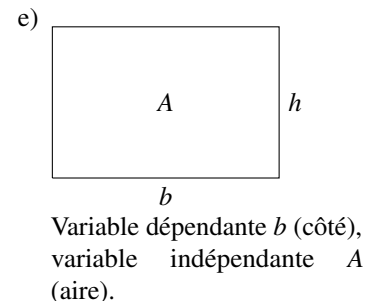 e)
A
h
b
Variable dépendante b (côté),
variable indépendante A
(aire).